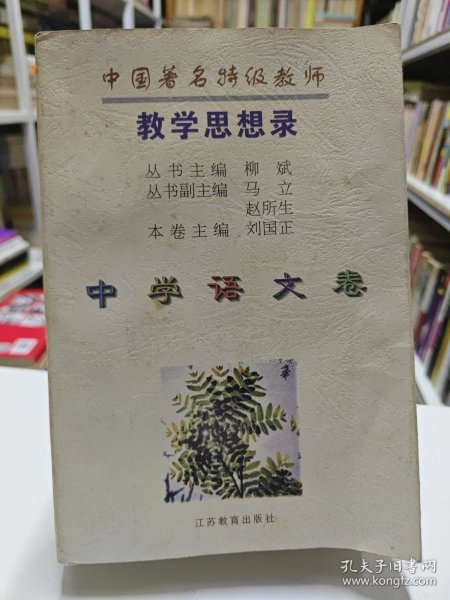 中国著名特级教师
教学思想录
丛书主编 柳斌
丛书副主编 马立
赵所生
本卷主编 刘国正
中学语文卷
江苏教育出版社
孔夫子旧书网
www.kongfz.com